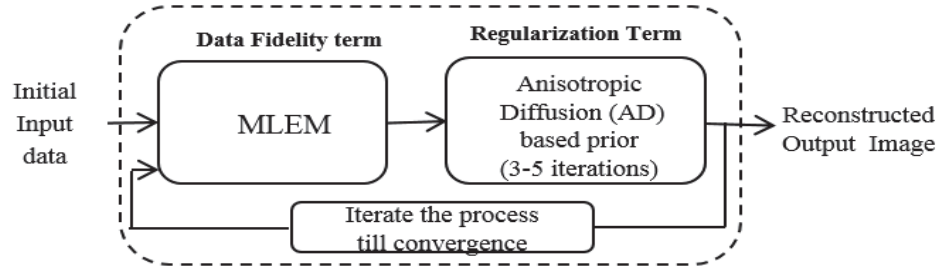 Data Fidelity term
Regularization Term
Initial
Input
data
MLEM
Anisotropic
Diffusion (AD)
based prior
(3-5 iterations)
Reconstructed
Output Image
Iterate the process
till convergence